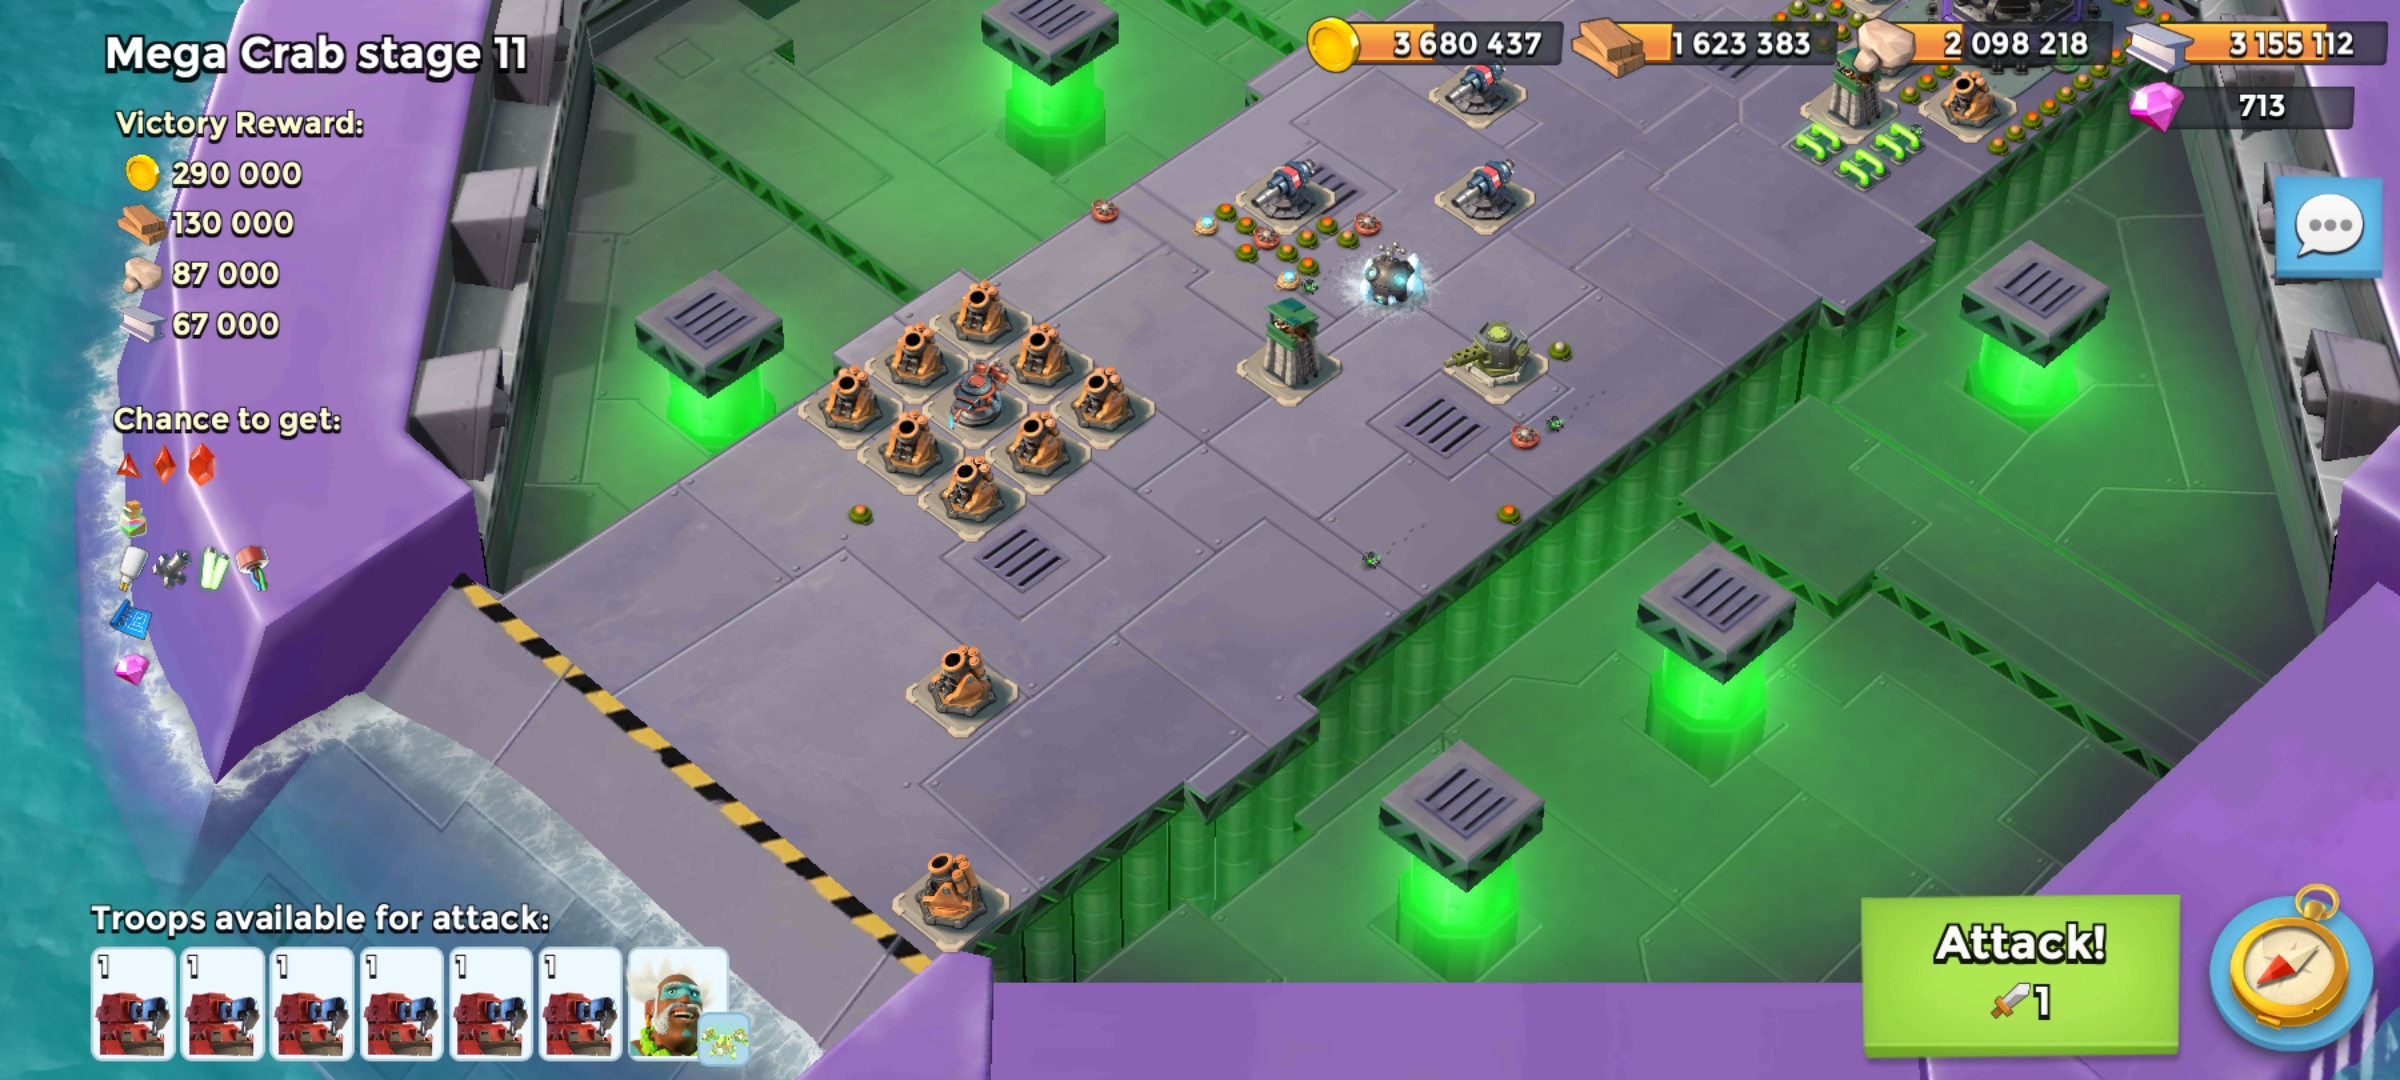 Mega Crab stage 11
3 680 437
1 623 383
2 098 218
3 155 112
713
Victory Reward:
290 000
130 000
87 000
67 000
Chance to get:
Troops available for attack:
1 1 1 1 1 1
Attack!
1